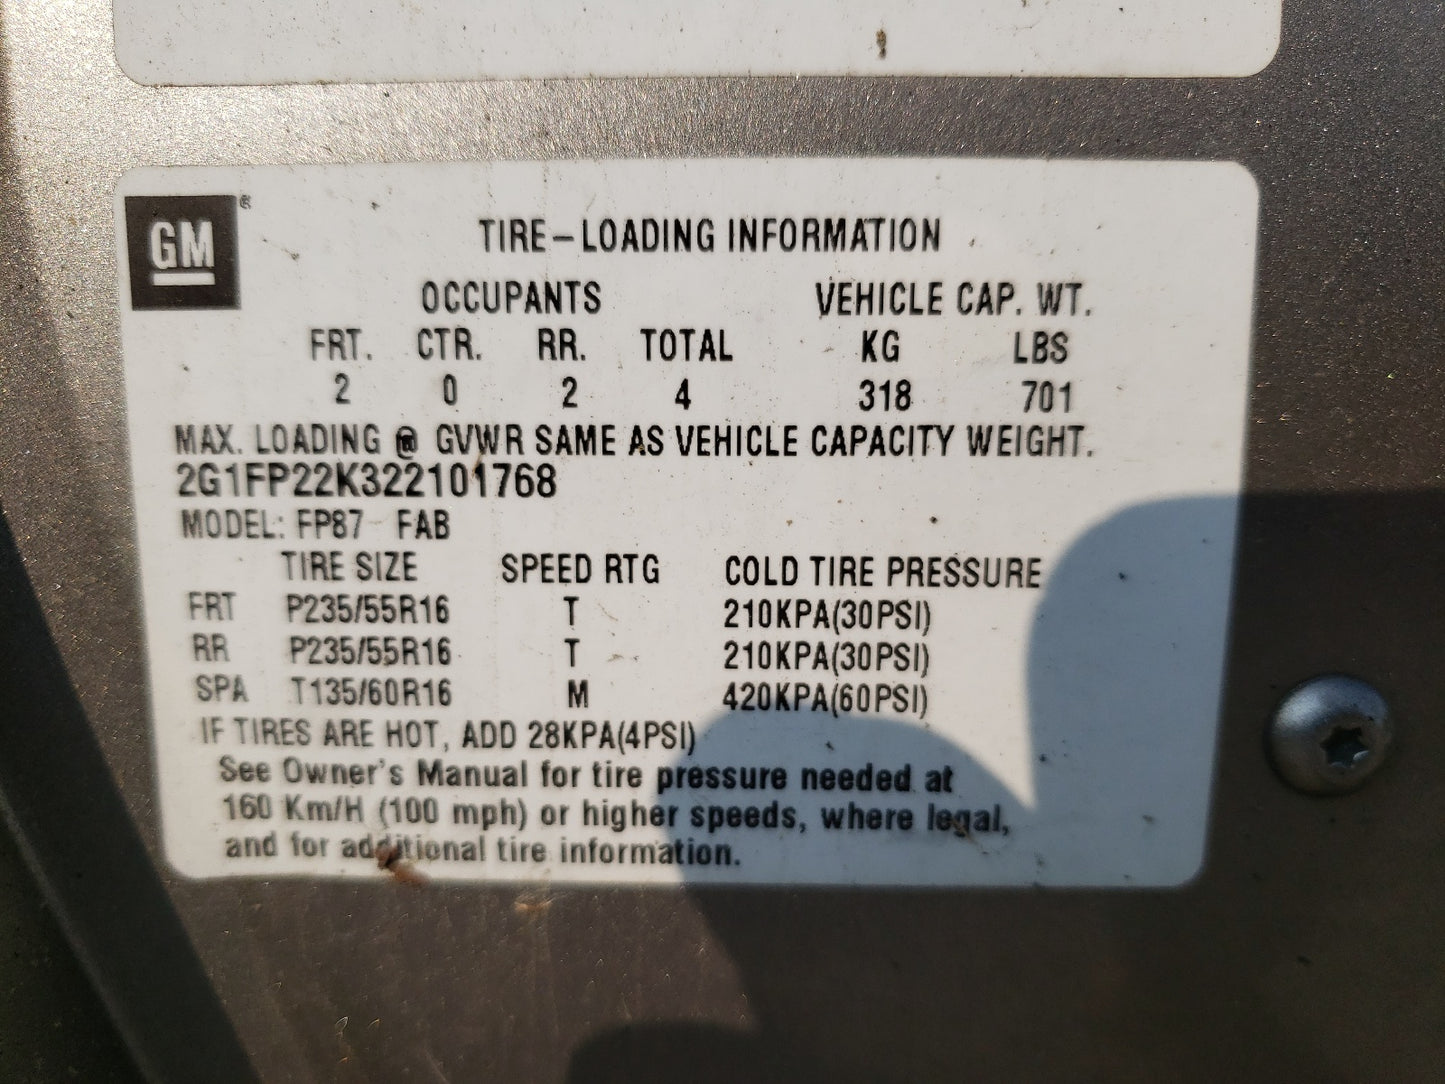 GM ®
TIRE-LOADING INFORMATION
OCCUPANTS VEHICLE CAP. WT.
FRT. CTR. RR. TOTAL KG LBS
2 0 2 4 318 701
MAX. LOADING @ GVWR SAME AS VEHICLE CAPACITY WEIGHT.
2G1FP22K322101768
MODEL: FP87 FAB
TIRE SIZE SPEED RTG COLD TIRE PRESSURE
FRT P235/55R16 T 210KPA(30PSI)
RR P235/55R16 T 210KPA(30PSI)
SPA T135/60R16 M 420KPA(60PSI)
IF TIRES ARE HOT, ADD 28KPA(4PSI)
See Owner's Manual for tire pressure needed at
160 Km/H (100 mph) or higher speeds, where legal,
and for additional tire information.